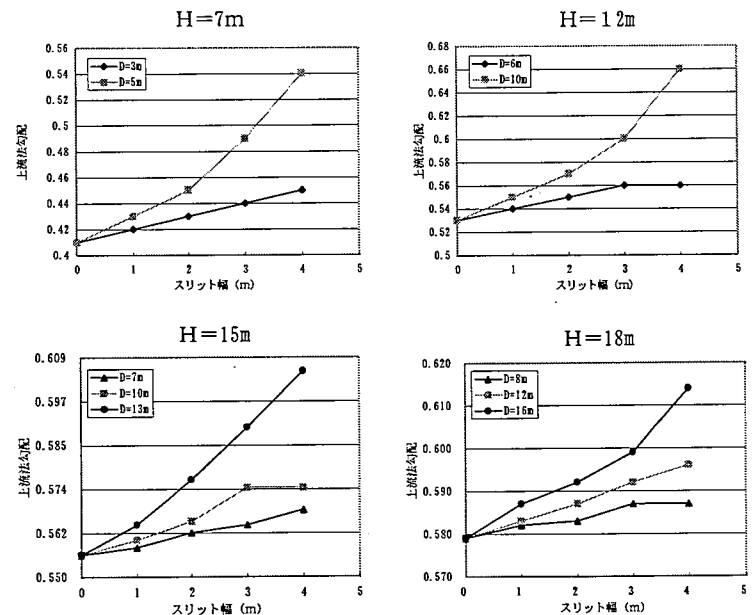 H=7m
0.56
0.54
0.52
0.5
0.48
0.46
0.44
0.42
0.4
上流法勾配
D=3m
D=5m
0 1 2 3 4 5
スリット幅 (m)
H=12m
0.68
0.66
0.64
0.62
0.6
0.58
0.56
0.54
0.52
0.5
上流法勾配
D=6m
D=10m
0 1 2 3 4 5
スリット幅 (m)
H=15m
0.609
0.597
0.585
0.574
0.562
0.550
上流法勾配
D=7m
D=10m
D=13m
0 1 2 3 4 5
スリット幅 (m)
H=18m
0.620
0.610
0.600
0.590
0.580
0.570
上流法勾配
D=8m
D=12m
D=16m
0 1 2 3 4 5
スリット幅 (m)